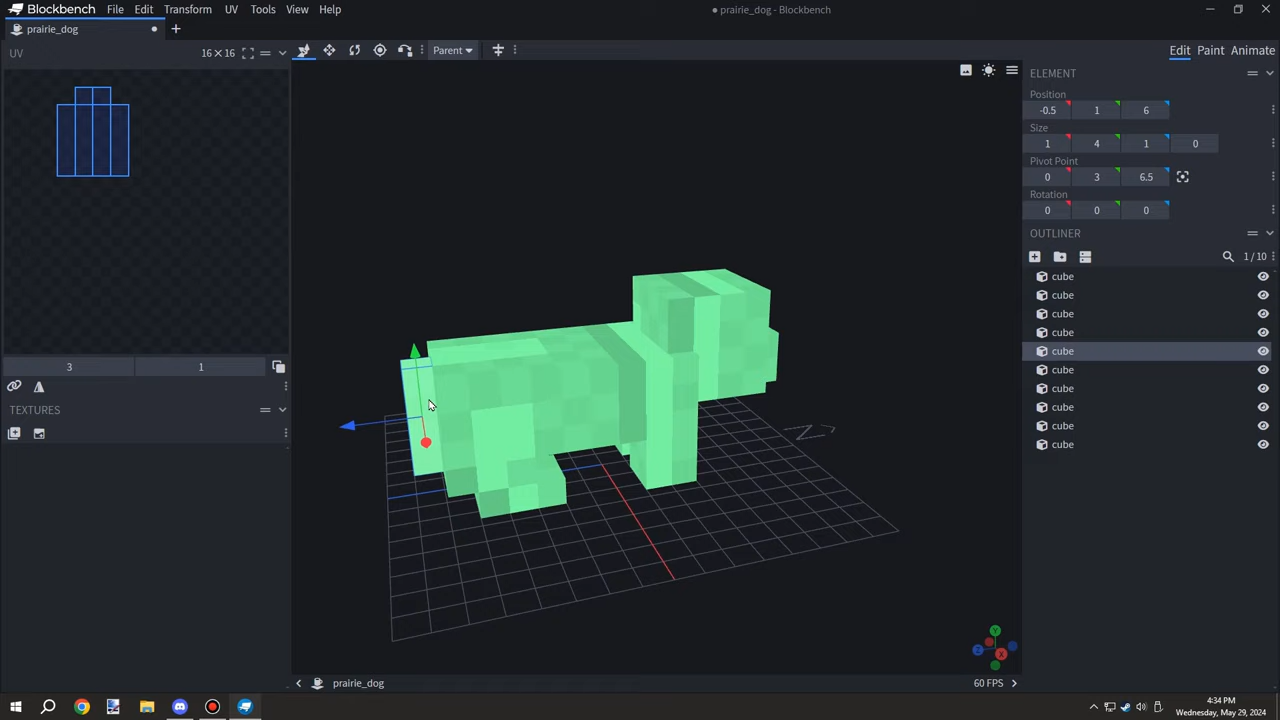 Blockbench File Edit Transform UV Tools View Help
prairie_dog - Blockbench
prairie_dog
UV 16 × 16
Parent
Edit Paint Animate
ELEMENT
Position
-0.5 1 6
Size
1 4 1 0
Pivot Point
0 3 6.5
Rotation
0 0 0
OUTLINER
1/10
cube
cube
cube
cube
cube
cube
cube
cube
cube
cube
3 1
TEXTURES
N
Y
Z
X
prairie_dog
60 FPS
4:34 PM
Wednesday, May 29, 2024